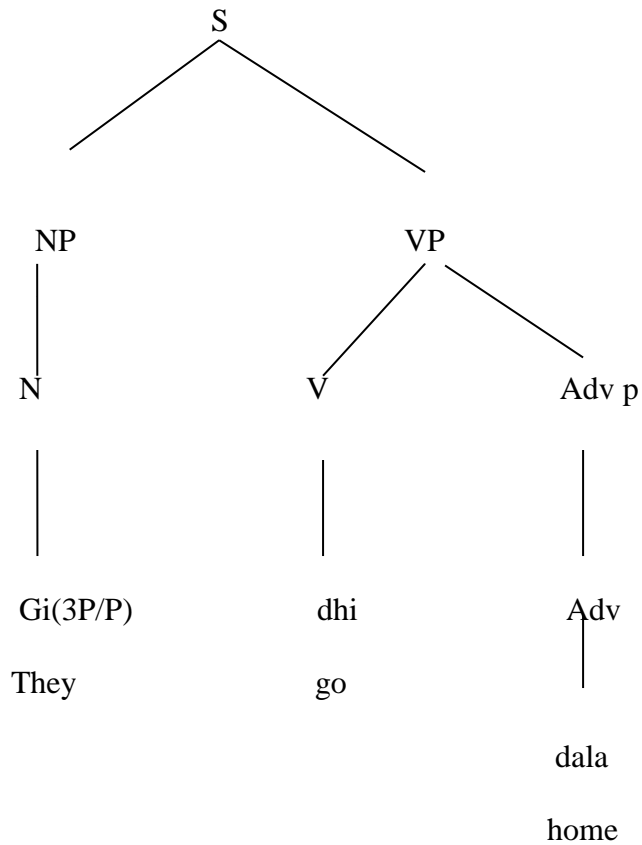 S
NP VP
N V Adv p
Gi(3P/P) dhi Adv
They go
dala
home